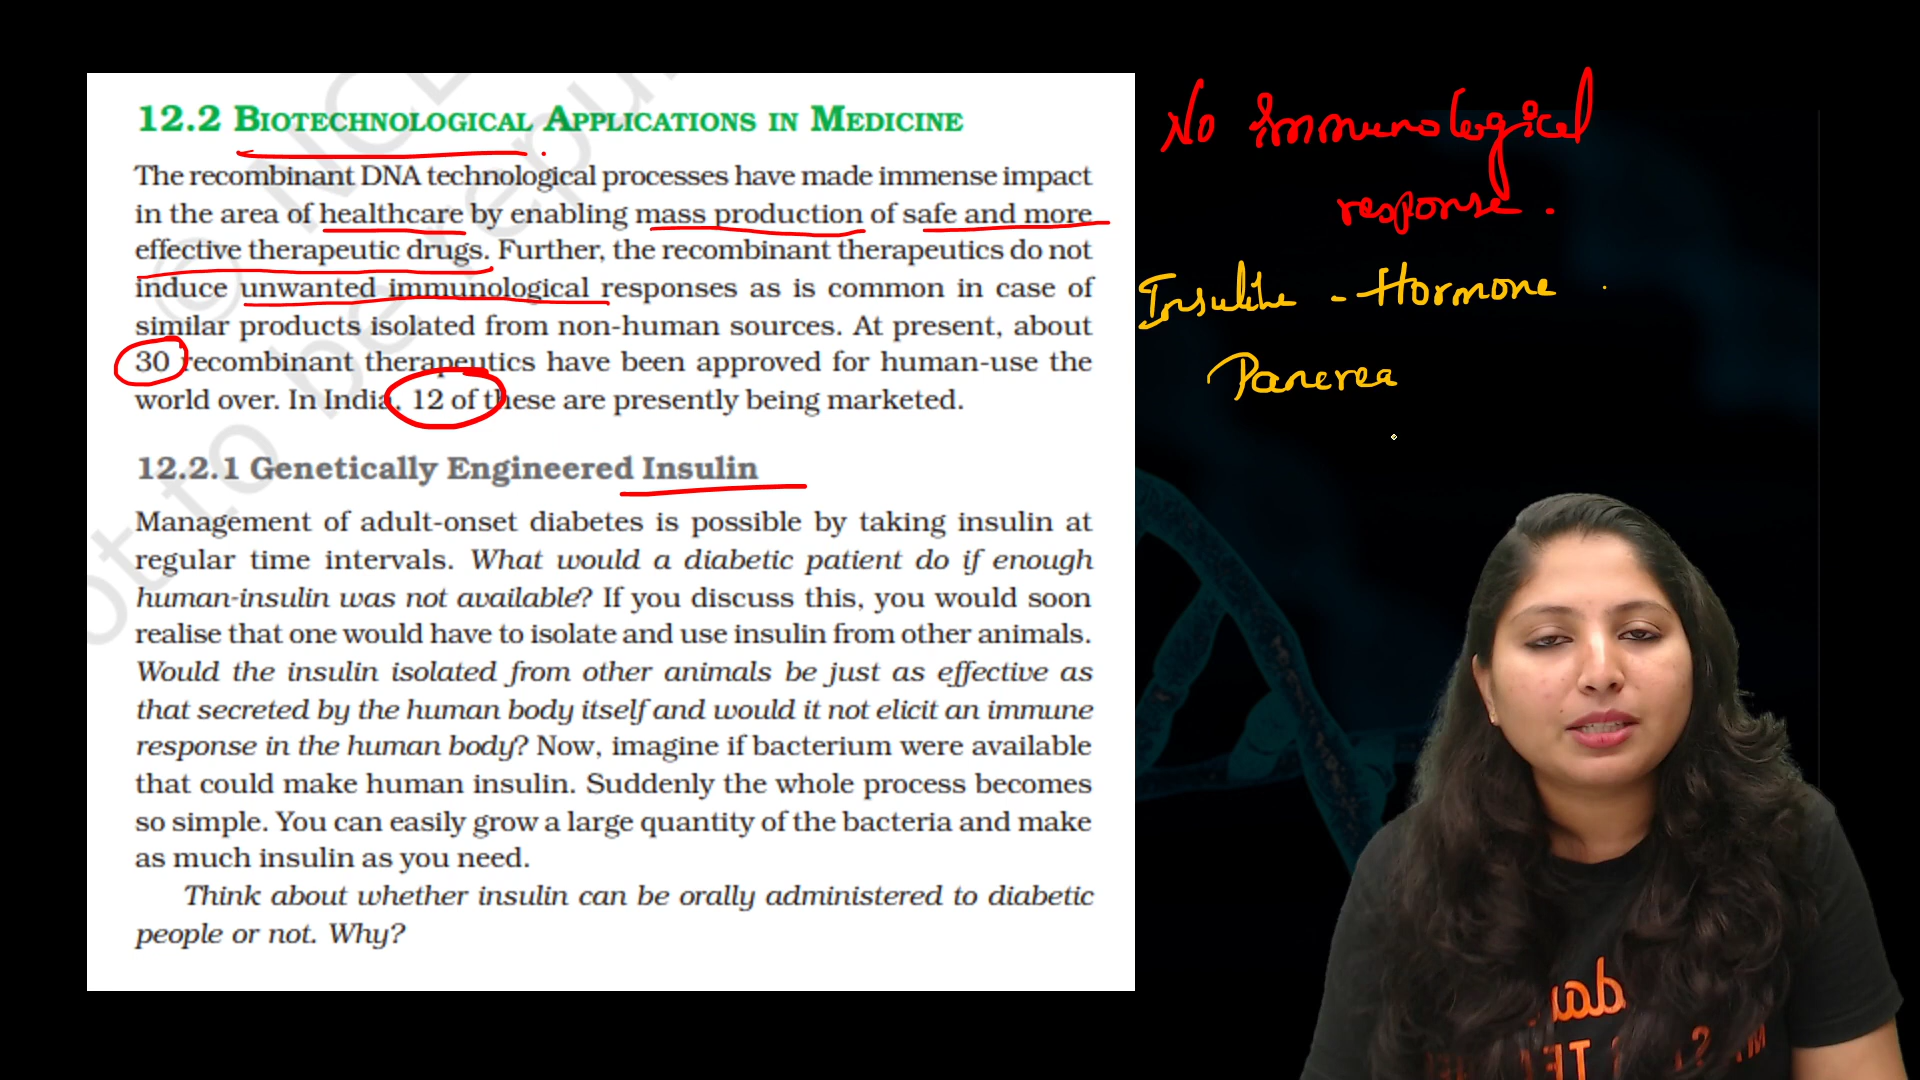 12.2 BIOTECHNOLOGICAL APPLICATIONS IN MEDICINE
The recombinant DNA technological processes have made immense impact
in the area of healthcare by enabling mass production of safe and more
effective therapeutic drugs. Further, the recombinant therapeutics do not
induce unwanted immunological responses as is common in case of
similar products isolated from non-human sources. At present, about
30 recombinant therapeutics have been approved for human-use the
world over. In India, 12 of these are presently being marketed.
12.2.1 Genetically Engineered Insulin
Management of adult-onset diabetes is possible by taking insulin at
regular time intervals. What would a diabetic patient do if enough
human-insulin was not available? If you discuss this, you would soon
realise that one would have to isolate and use insulin from other animals.
Would the insulin isolated from other animals be just as effective as
that secreted by the human body itself and would it not elicit an immune
response in the human body? Now, imagine if bacterium were available
that could make human insulin. Suddenly the whole process becomes
so simple. You can easily grow a large quantity of the bacteria and make
as much insulin as you need.
Think about whether insulin can be orally administered to diabetic
people or not. Why?
No Immunological
response.
Insuline - Hormone
Pancrea